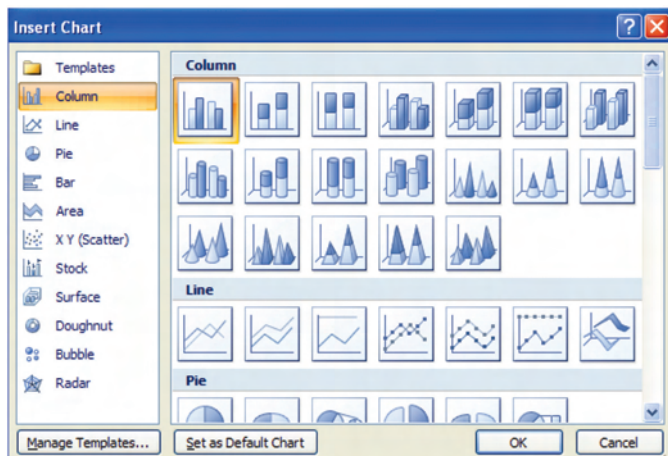 Insert Chart
Templates
Column
Line
Pie
Bar
Area
X Y (Scatter)
Stock
Surface
Doughnut
Bubble
Radar
Column
Line
Pie
Manage Templates...
Set as Default Chart
OK
Cancel